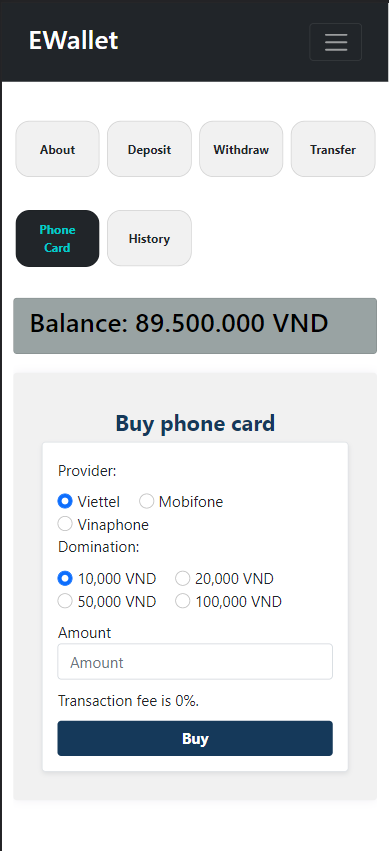 EWallet
About Deposit Withdraw Transfer
Phone
Card
History
Balance: 89.500.000 VND
Buy phone card
Provider:
Viettel Mobifone
Vinaphone
Domination:
10,000 VND 20,000 VND
50,000 VND 100,000 VND
Amount
Amount
Transaction fee is 0%.
Buy